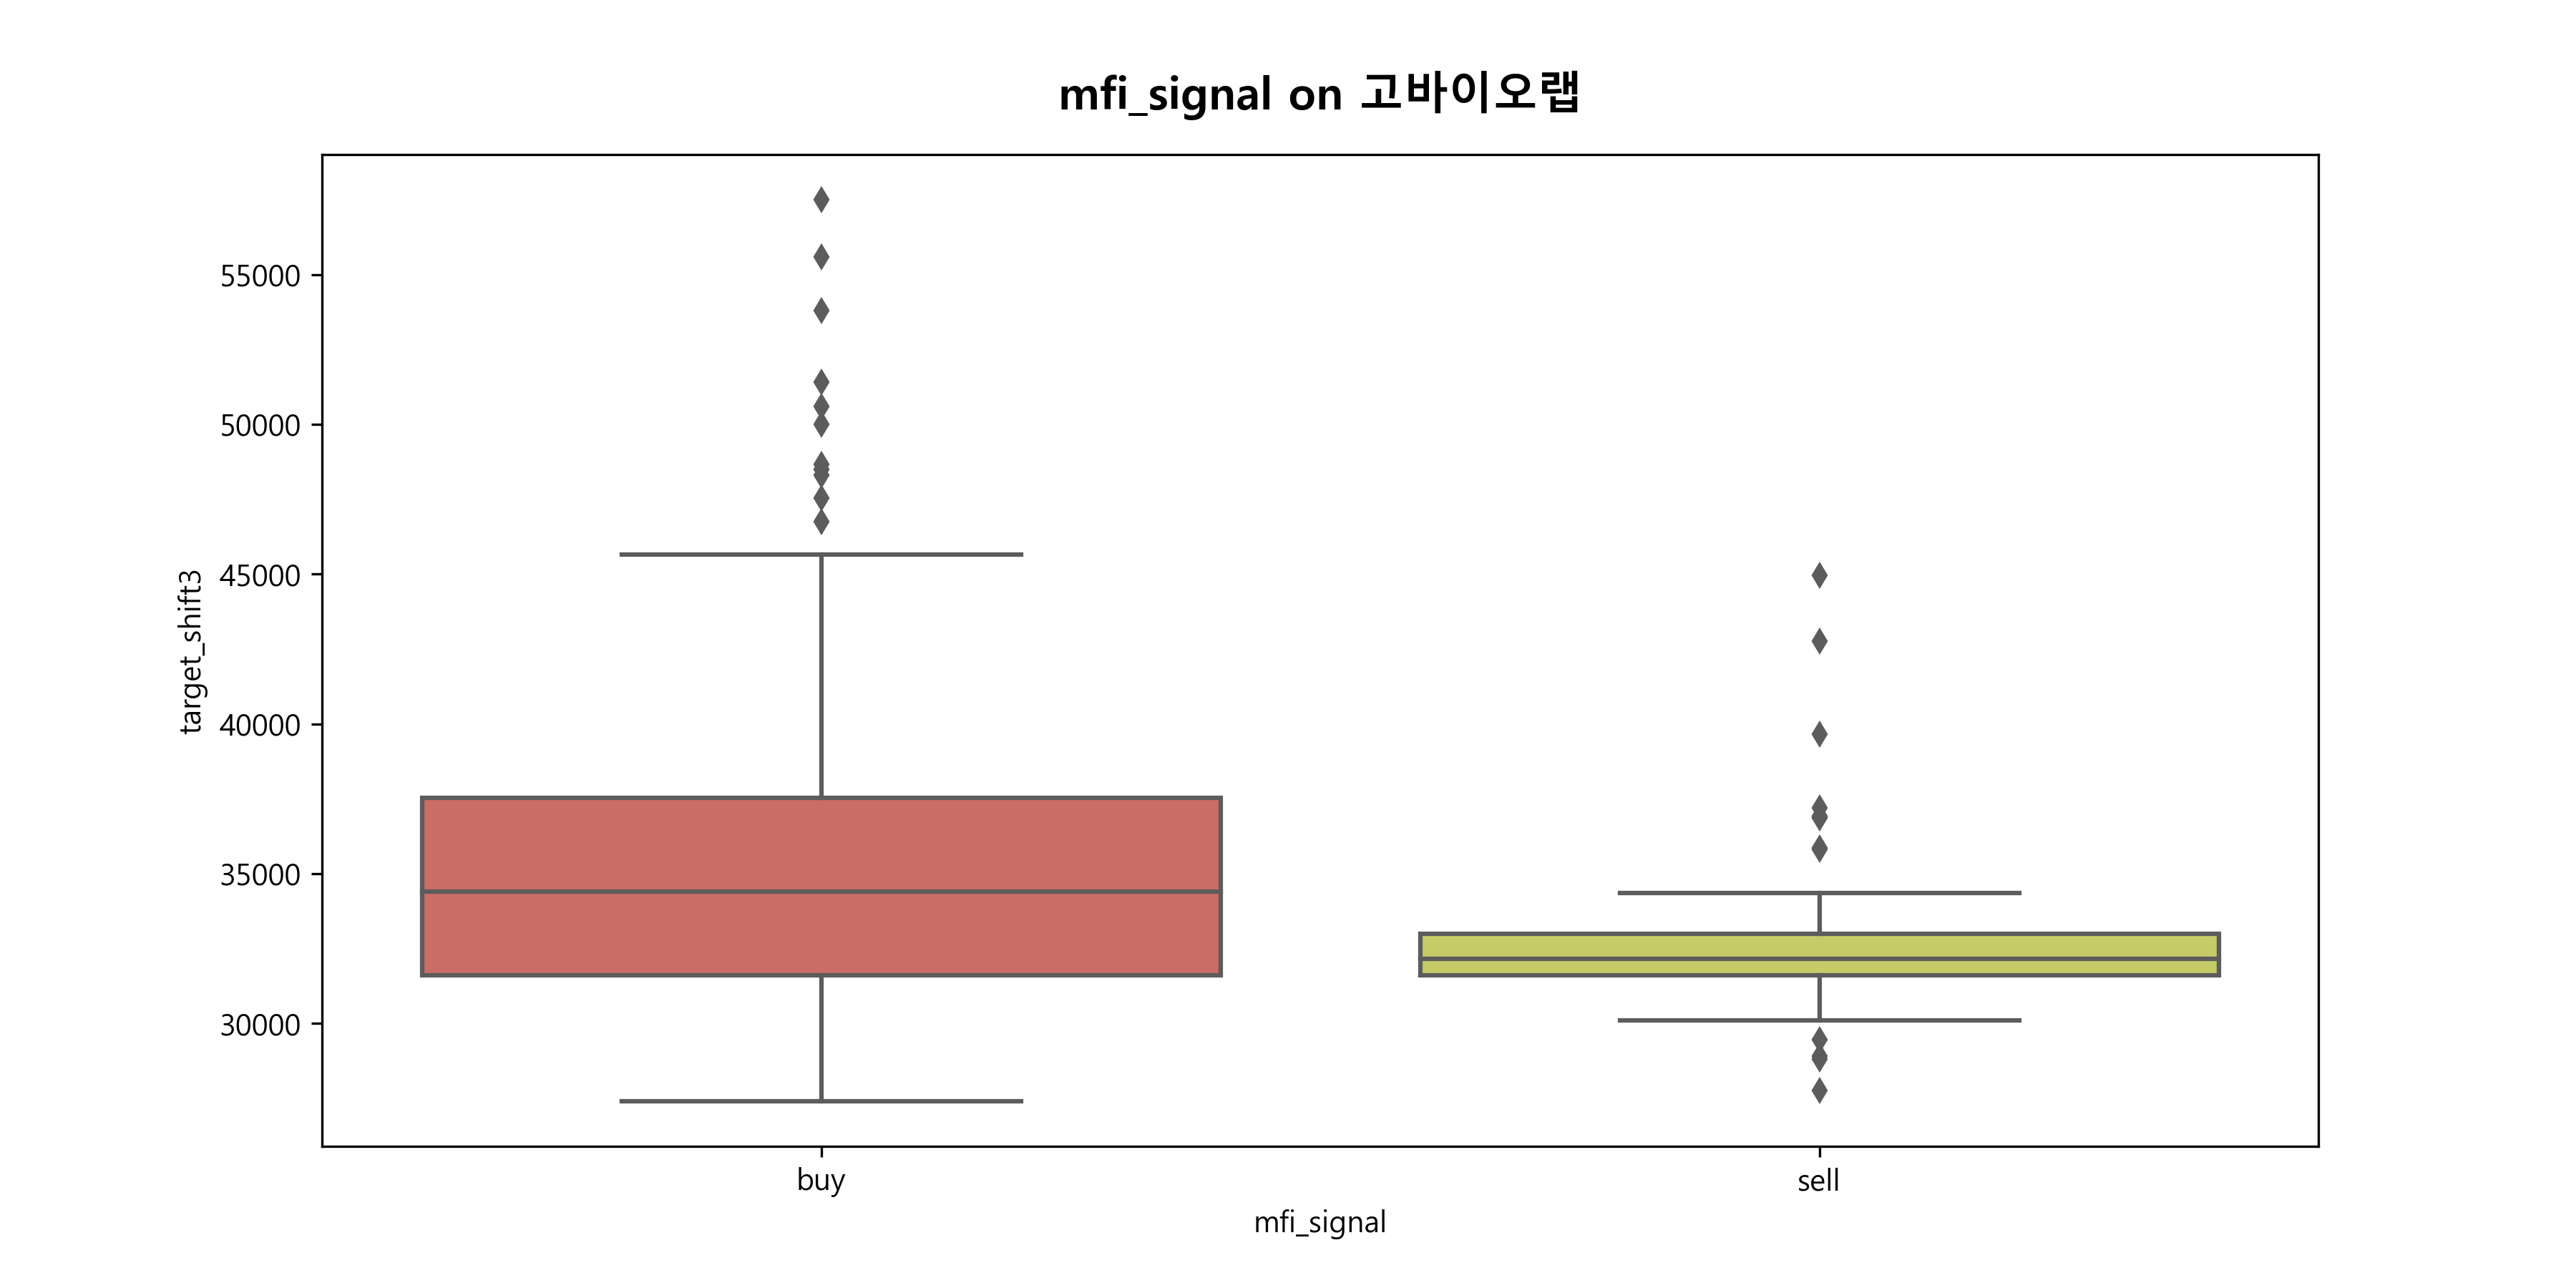 mfi_signal on 고바이오랩
target_shift3
55000
50000
45000
40000
35000
30000
buy
sell
mfi_signal